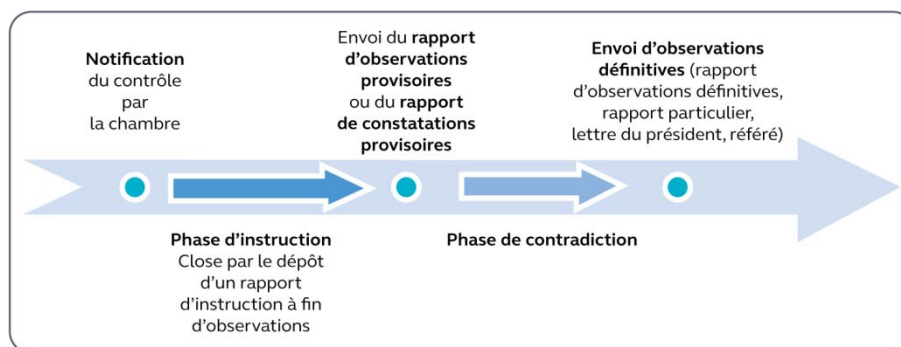 Notification
du contrôle
par
la chambre
Envoi du rapport
d'observations
provisoires
ou du rapport
de constatations
provisoires
Envoi d'observations
définitives (rapport
d'observations définitives,
rapport particulier,
lettre du président, référé)
Phase d'instruction
Close par le dépôt
d'un rapport
d'instruction à fin
d'observations
Phase de contradiction